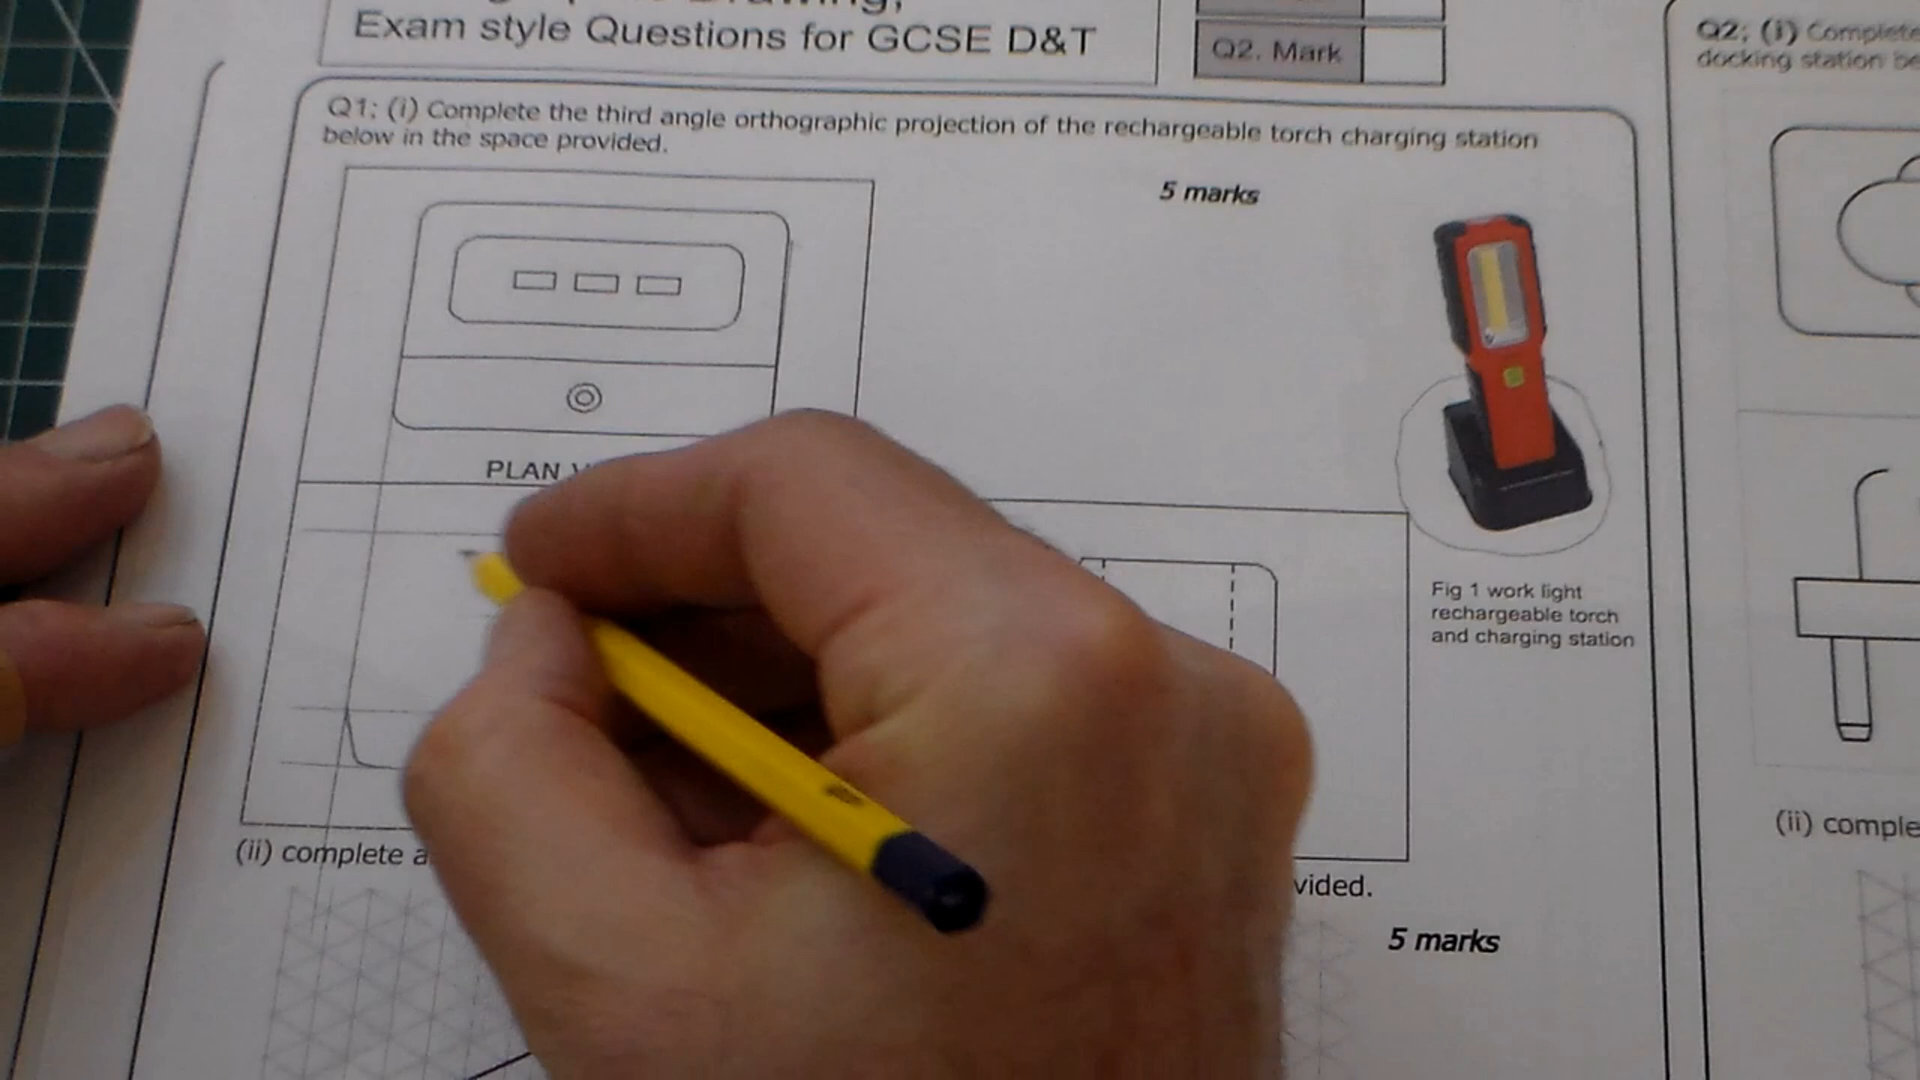 Exam style Questions for GCSE D&T
Q2. Mark
Q1; (i) Complete the third angle orthographic projection of the rechargeable torch charging station
below in the space provided.
5 marks
PLAN
Fig 1 work light
rechargeable torch
and charging station
(ii) complete a
vided.
5 marks
Q2; (i) Complete
docking station be
(ii) comple